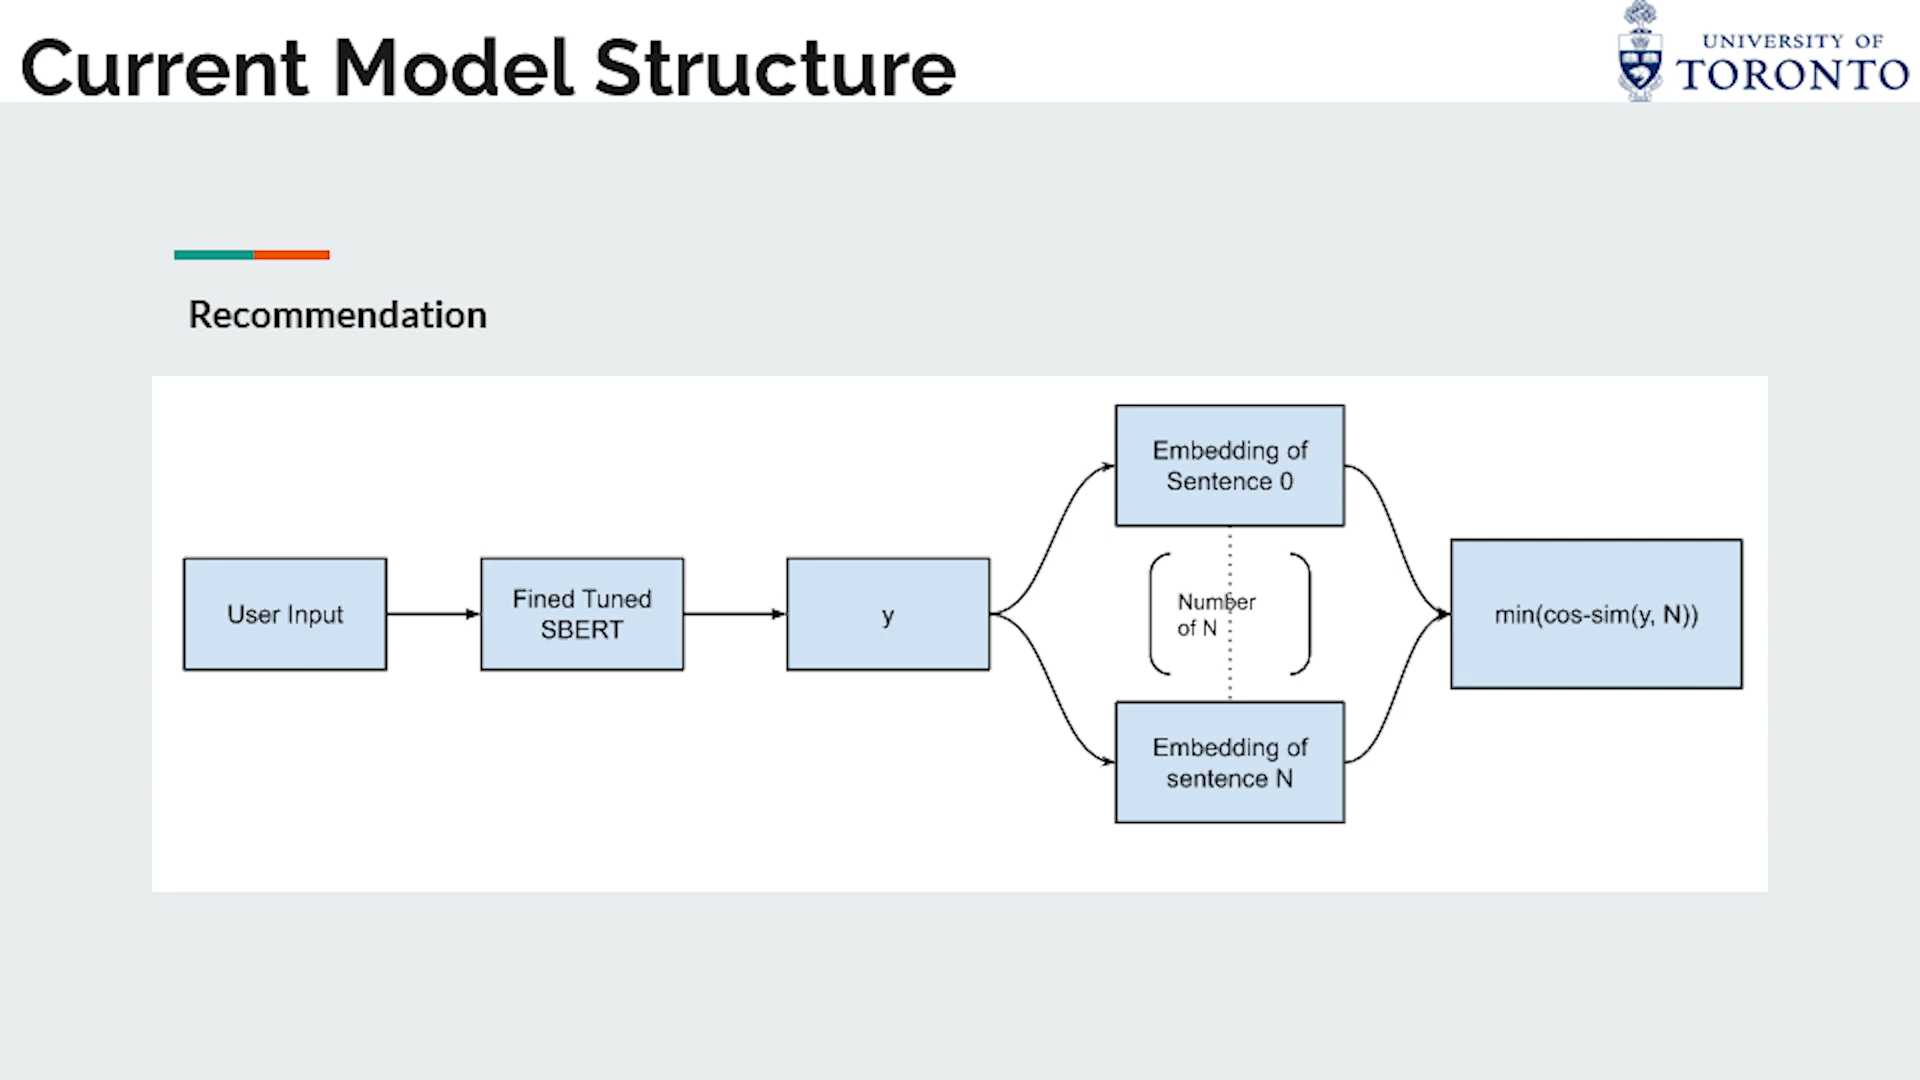 Current Model Structure
UNIVERSITY OF
TORONTO
Recommendation
User Input
Fined Tuned
SBERT
y
Embedding of
Sentence 0
Number
of N
Embedding of
sentence N
min(cos-sim(y, N))